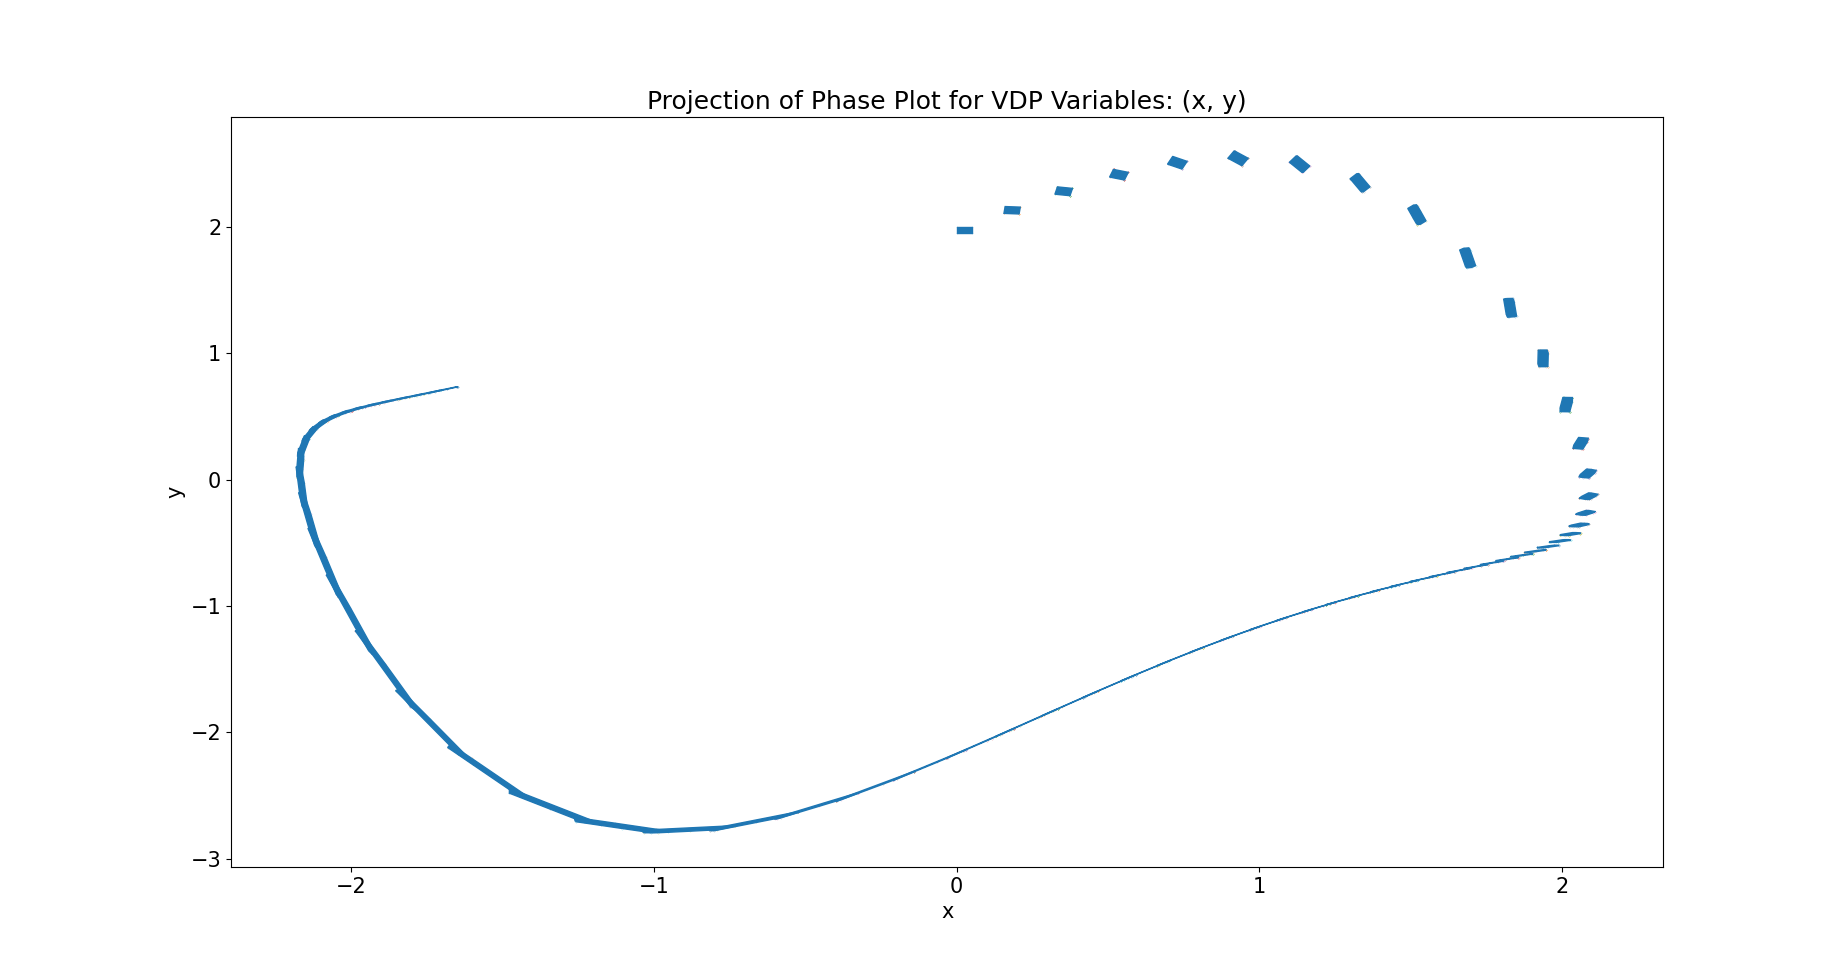 Projection of Phase Plot for VDP Variables: (x, y)
2
1
0
−1
−2
−3
y
−2 −1 0 1 2
x